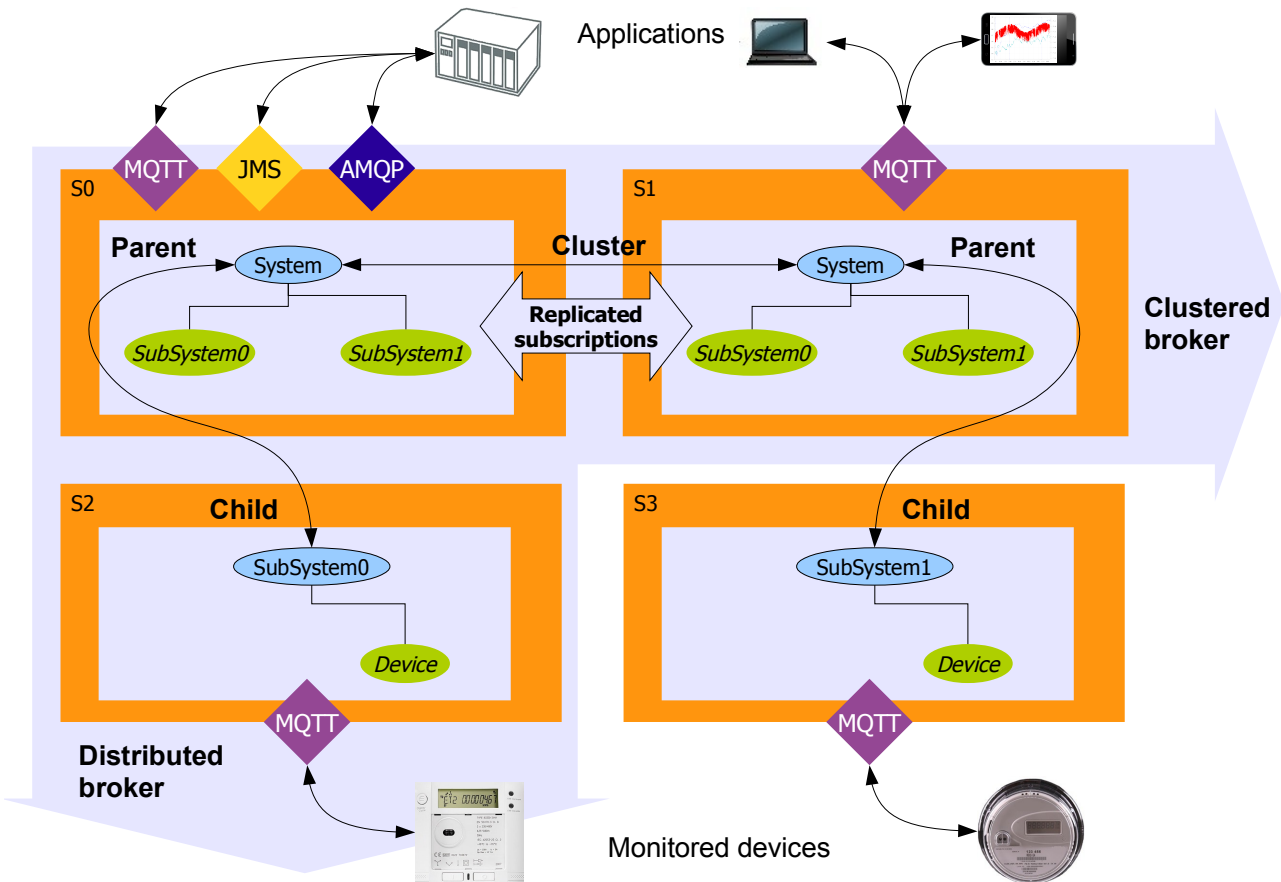 Applications
MQTT
JMS
AMQP
MQTT
S0
S1
Parent
Cluster
Parent
System
System
Replicated
subscriptions
Clustered
broker
SubSystem0
SubSystem1
SubSystem0
SubSystem1
S2
Child
S3
Child
SubSystem0
SubSystem1
Device
Device
MQTT
MQTT
Distributed
broker
Monitored devices